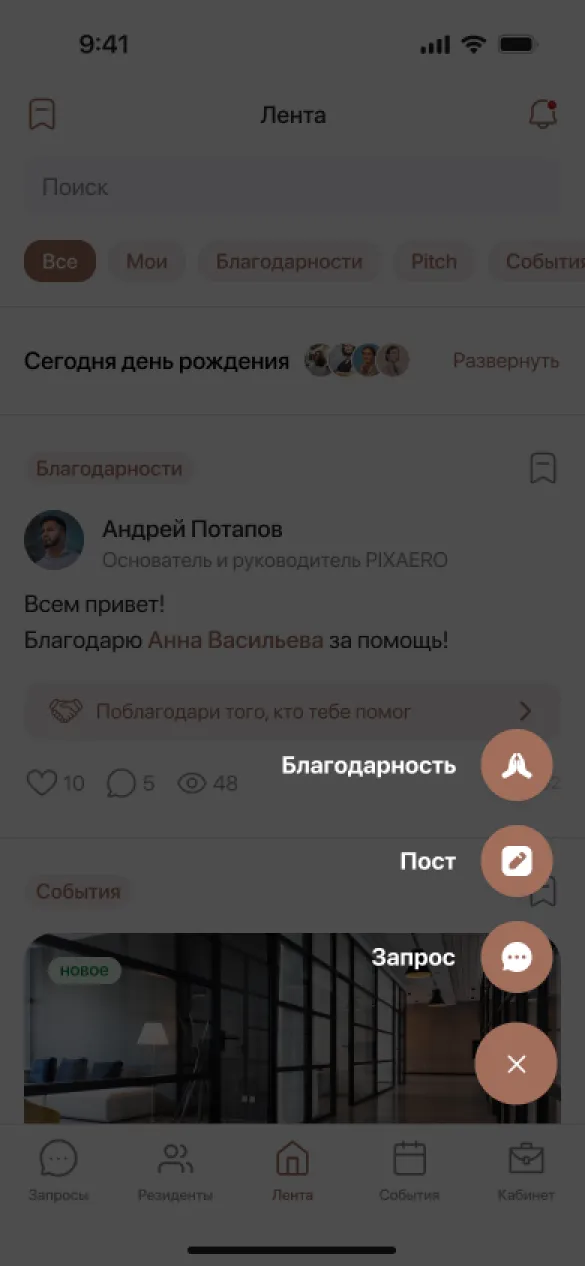 9:41
Лента
Поиск
Все Мои Благодарности Pitch События
Сегодня день рождения Развернуть
Благодарности
Андрей Потапов
Основатель и руководитель PIXAERO
Всем привет!
Благодарю Анна Васильева за помощь!
Поблагодари того, кто тебе помог
10 5 48
Благодарность
Пост
События
Запрос
новое
Запросы Резиденты Лента События Кабинет